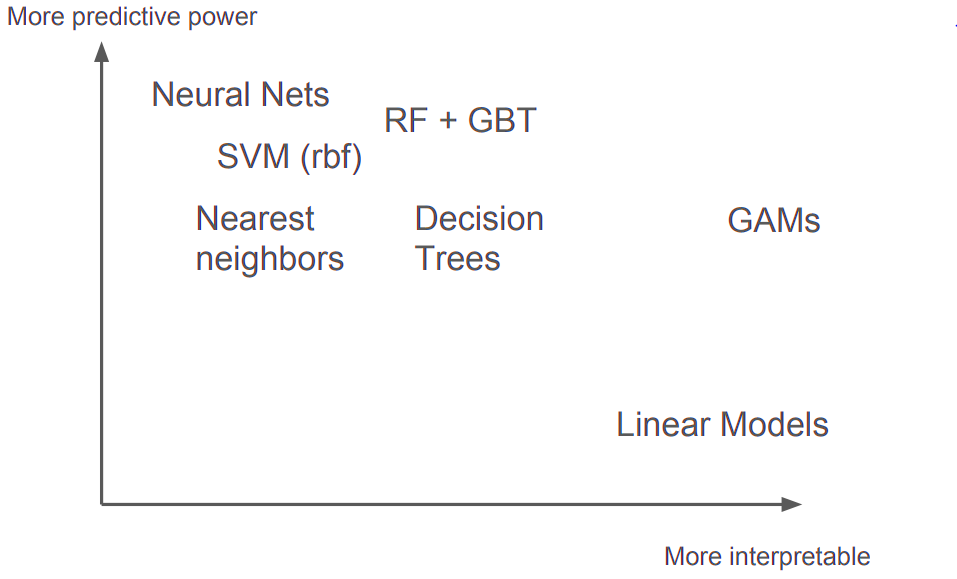 More predictive power
Neural Nets
RF + GBT
SVM (rbf)
Nearest
neighbors
Decision
Trees
GAMs
Linear Models
More interpretable